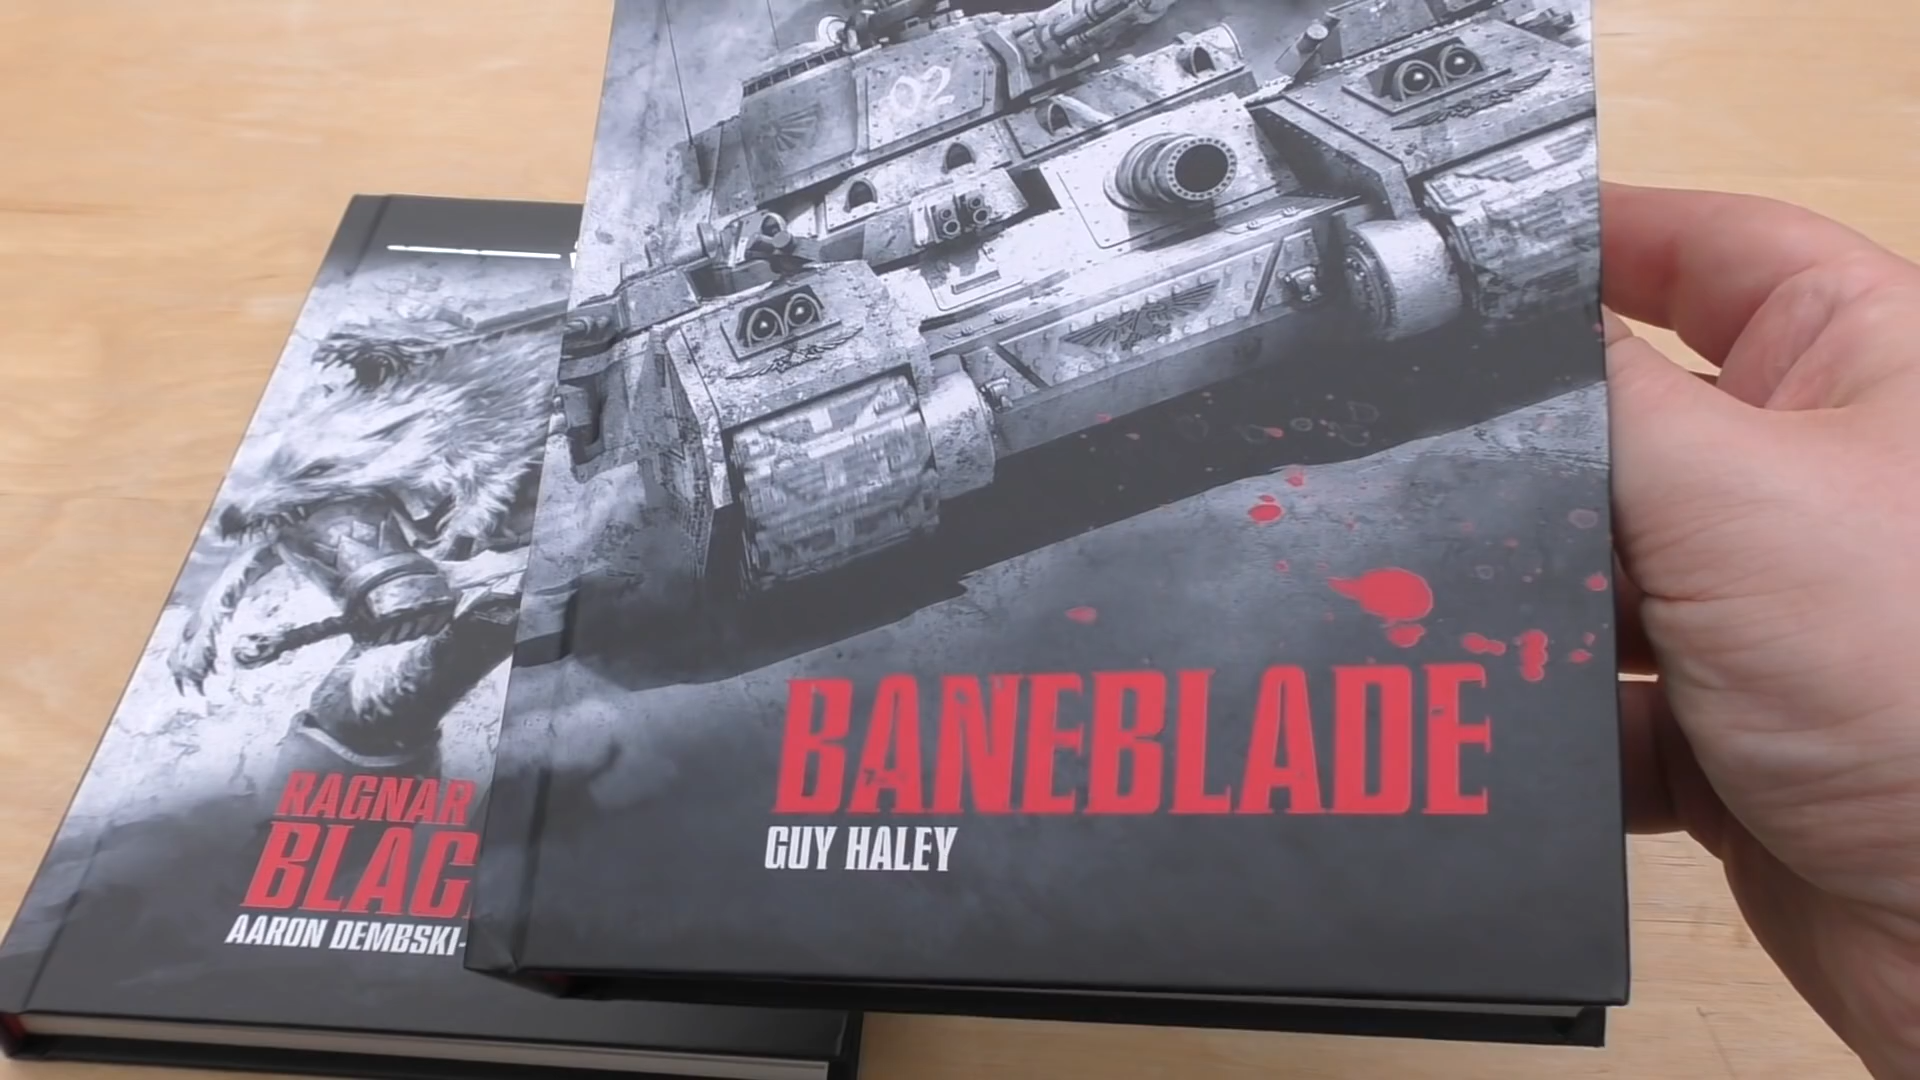 02
BANEBLADE
GUY HALEY
RAGNAR
BLAC
AARON DEMBSKI-